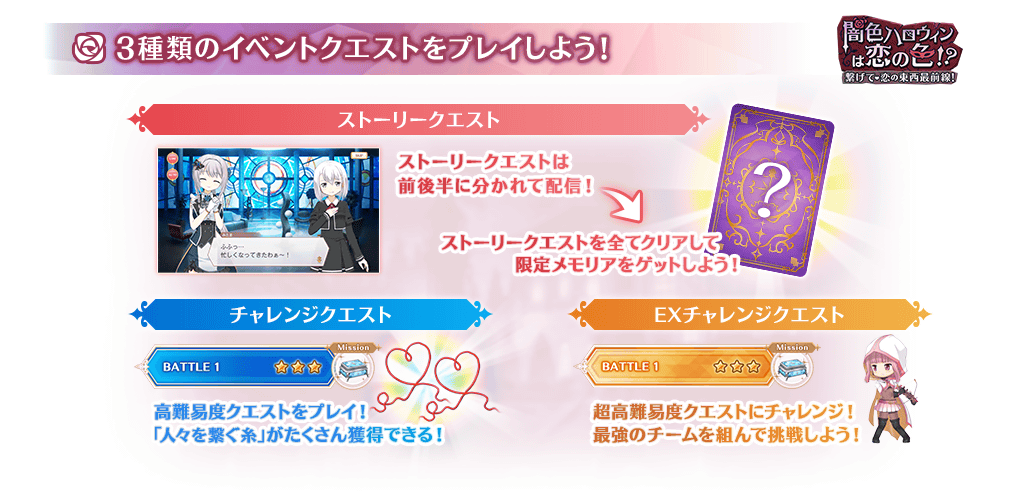 3種類のイベントクエストをプレイしよう!
闇色ハロウィン
は恋の色!?
繋げて♥恋の東西最前線!
ストーリークエスト
ふふっ…
忙しくなってきたわぁ~!
ストーリークエストは
前後半に分かれて配信!
ストーリークエストを全てクリアして
限定メモリアをゲットしよう!
?
チャレンジクエスト
Mission
BATTLE 1
高難易度クエストをプレイ!
「人々を繋ぐ糸」がたくさん獲得できる!
EXチャレンジクエスト
Mission
BATTLE 1
超高難易度クエストにチャレンジ!
最強のチームを組んで挑戦しよう!